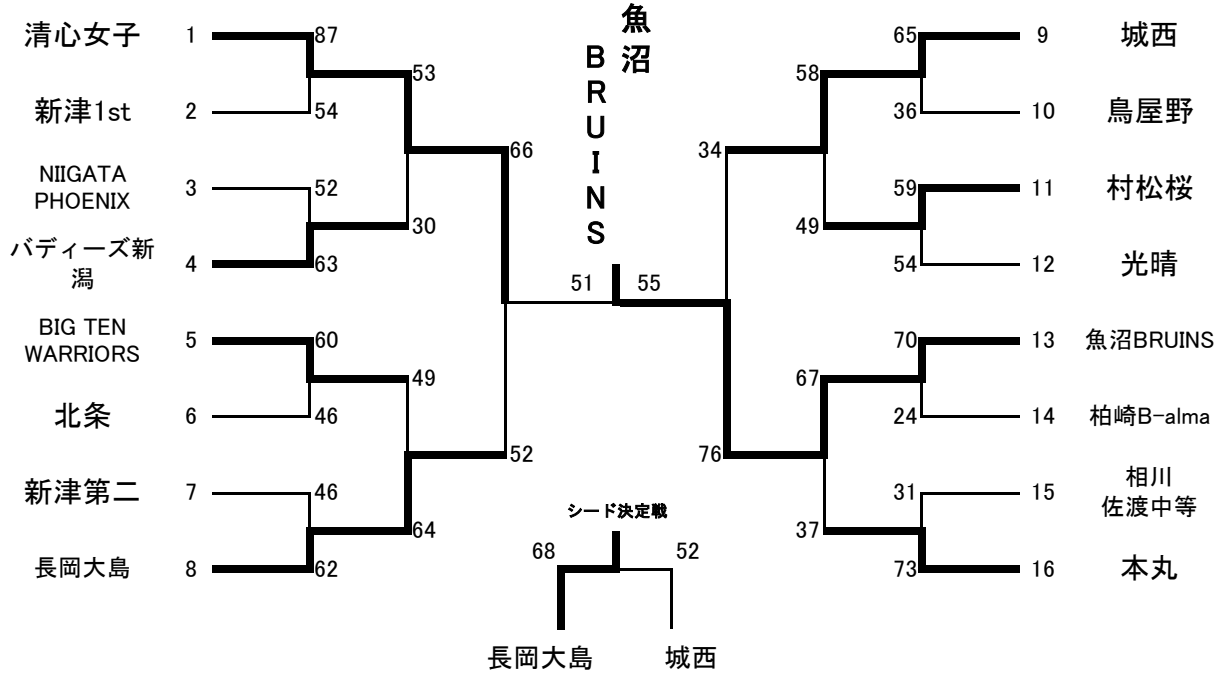 魚沼
BRUINS
清心女子 1 87
53
新津1st 2 54
66
NIIGATA
PHOENIX
3 52
30
バディーズ新
潟
4 63
BIG TEN
WARRIORS
5 60
49
北条 6 46
52
新津第二 7 46
64
長岡大島 8 62
51 55
65 9 城西
58
36 10 鳥屋野
34
59 11 村松桜
49
54 12 光晴
70 13 魚沼BRUINS
67
24 14 柏崎B-alma
76
31 15 相川
佐渡中等
37
73 16 本丸
シード決定戦
68 52
長岡大島 城西